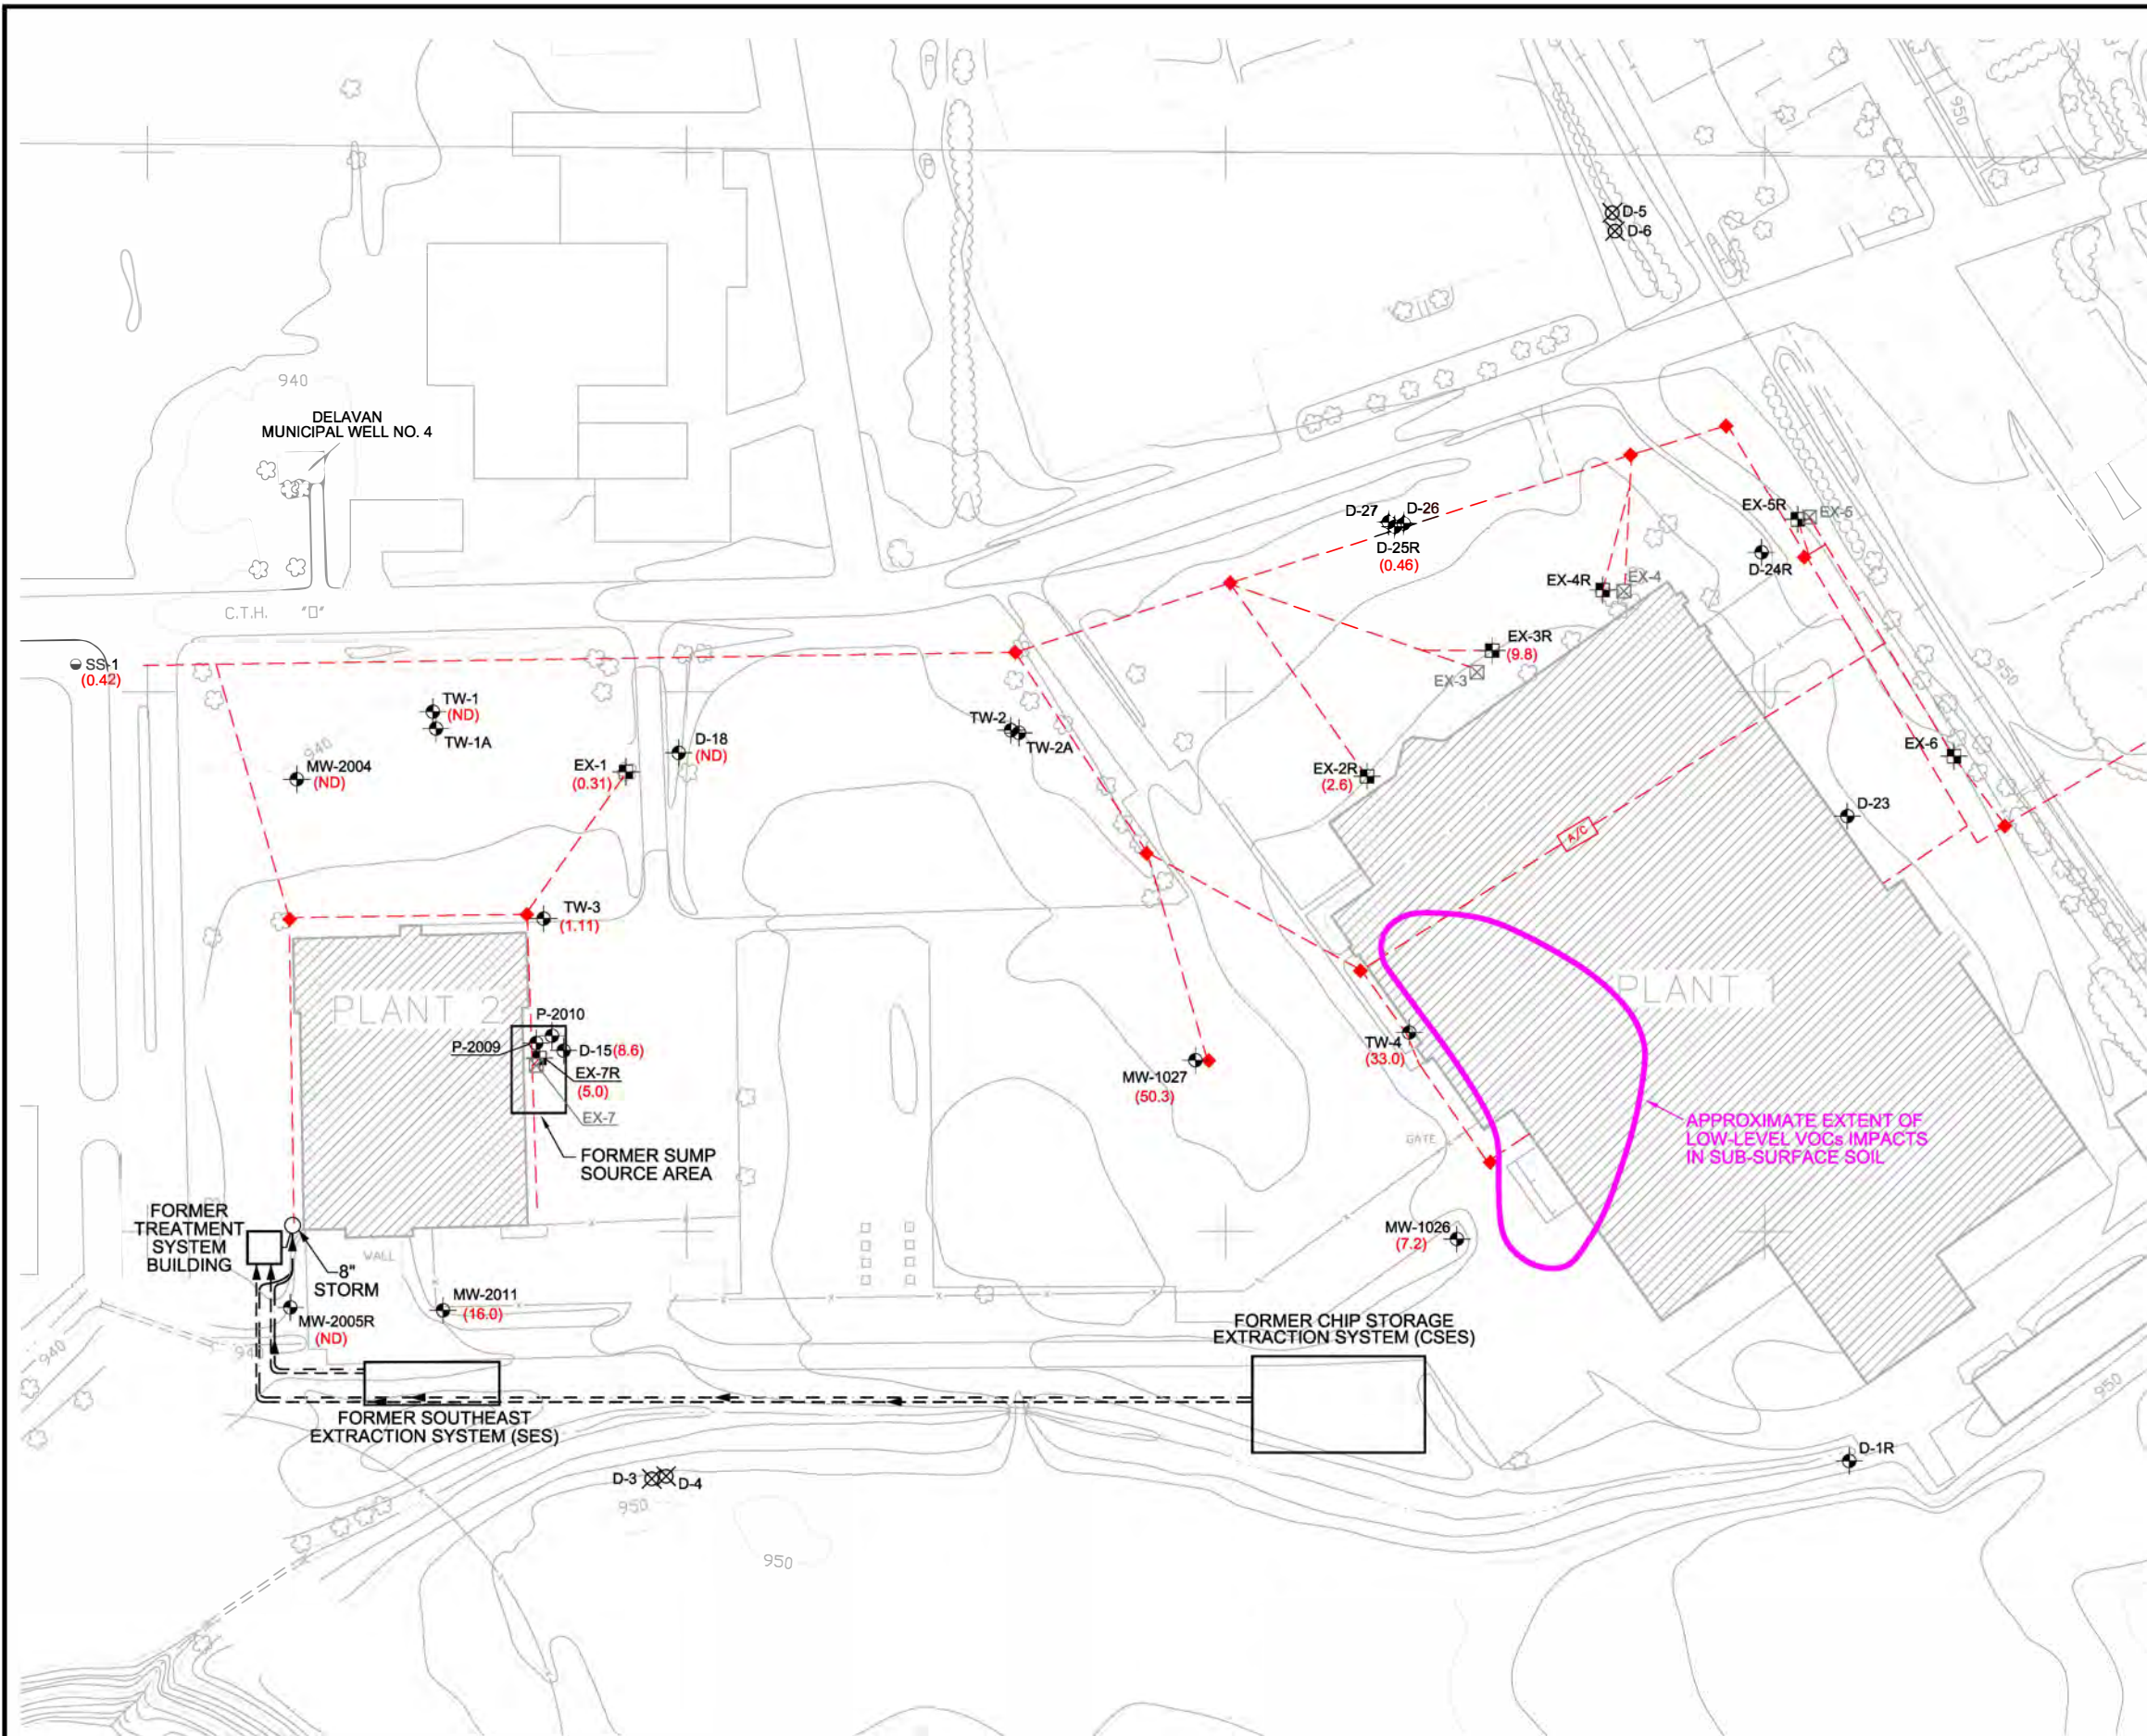 P
950
P
D-5
D-6
940
DELAVAN
MUNICIPAL WELL NO. 4
D-27
D-26
D-25R
(0.46)
EX-5R
EX-5
D-24R
EX-4R
EX-4
C.T.H. "D"
EX-3R
(9.8)
EX-3
SS-1
(0.42)
950
TW-1
(ND)
TW-1A
940
MW-2004
(ND)
D-18
(ND)
EX-1
(0.31)
TW-2
TW-2A
EX-2R
(2.6)
EX-6
D-23
A/C
TW-3
(1.11)
PLANT 2
PLANT 1
P-2010
P-2009
D-15(8.6)
EX-7R
(5.0)
EX-7
MW-1027
(50.3)
TW-4
(33.0)
FORMER SUMP
SOURCE AREA
GATE
APPROXIMATE EXTENT OF
LOW-LEVEL VOCs IMPACTS
IN SUB-SURFACE SOIL
FORMER
TREATMENT
SYSTEM
BUILDING
WALL
8"
STORM
MW-1026
(7.2)
MW-2011
(16.0)
MW-2005R
(ND)
940
FORMER CHIP STORAGE
EXTRACTION SYSTEM (CSES)
FORMER SOUTHEAST
EXTRACTION SYSTEM (SES)
950
D-1R
D-3
D-4
950
950